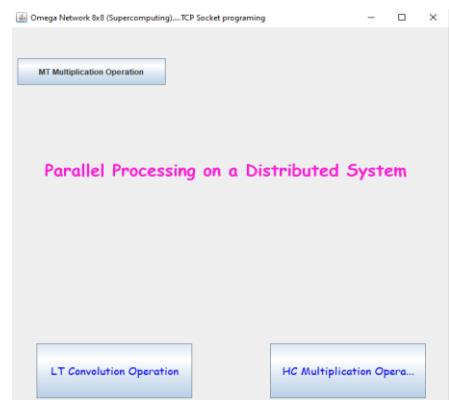 Omega Network 8x8 (Supercomputing)....TCP Socket programing
MT Multiplication Operation
Parallel Processing on a Distributed System
LT Convolution Operation
HC Multiplication Opera...